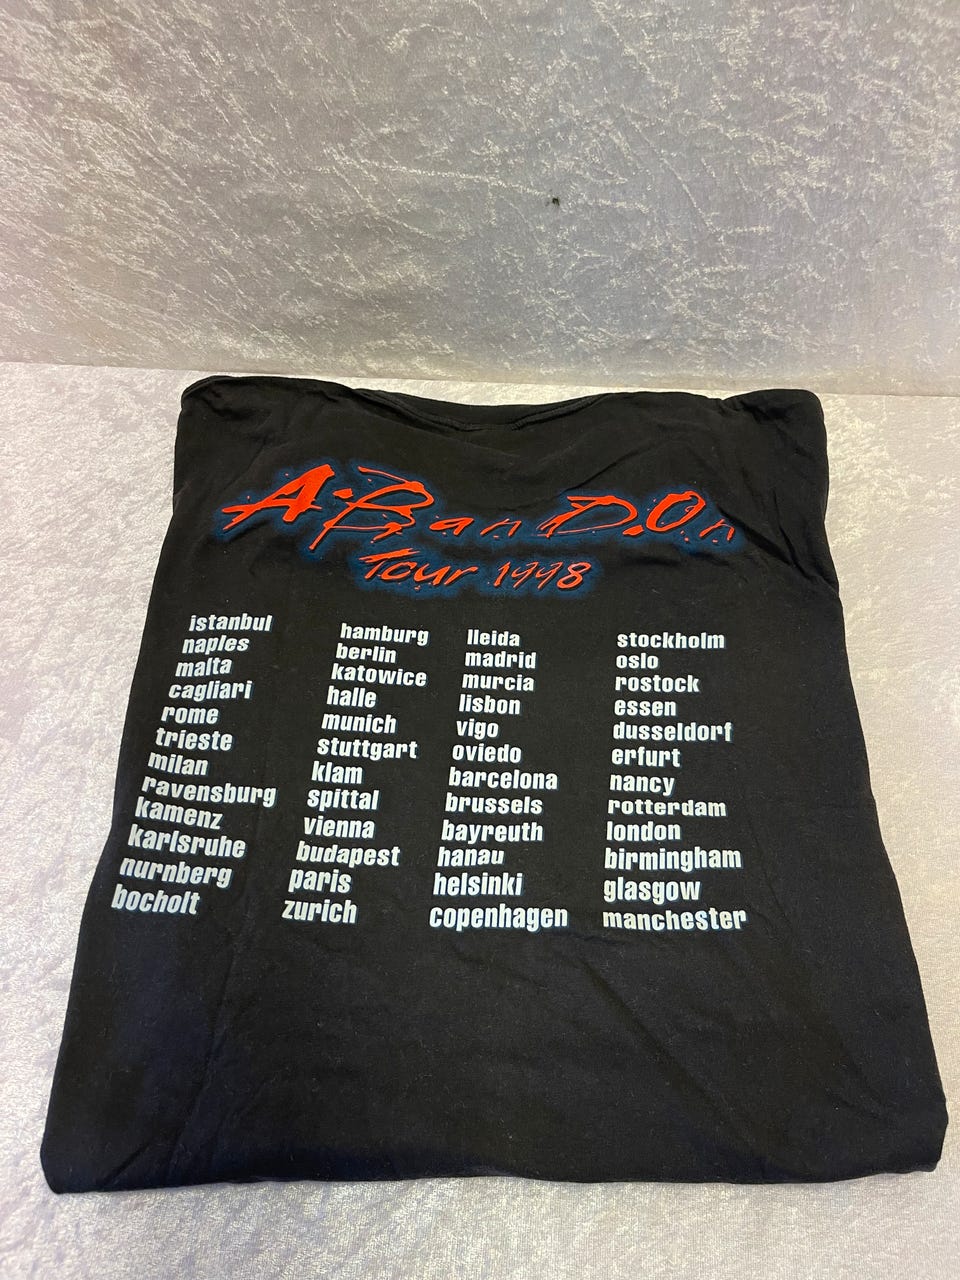 A.BanD.On
Tour 1998
istanbul
naples
malta
cagliari
rome
trieste
milan
ravensburg
kamenz
karlsruhe
nurnberg
bocholt
hamburg
berlin
katowice
halle
munich
stuttgart
klam
spittal
vienna
budapest
paris
zurich
lleida
madrid
murcia
lisbon
vigo
oviedo
barcelona
brussels
bayreuth
hanau
helsinki
copenhagen
stockholm
oslo
rostock
essen
dusseldorf
erfurt
nancy
rotterdam
london
birmingham
glasgow
manchester